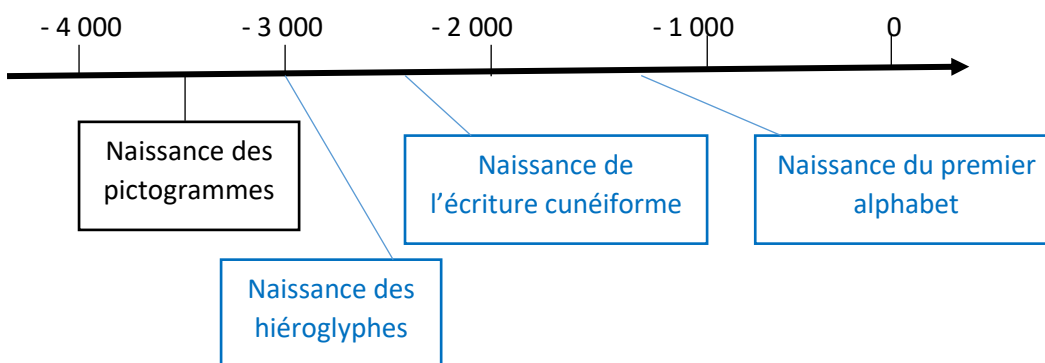 - 4 000 - 3 000 - 2 000 - 1 000 0
Naissance des
pictogrammes
Naissance de
l’écriture cunéiforme
Naissance du premier
alphabet
Naissance des
hiéroglyphes